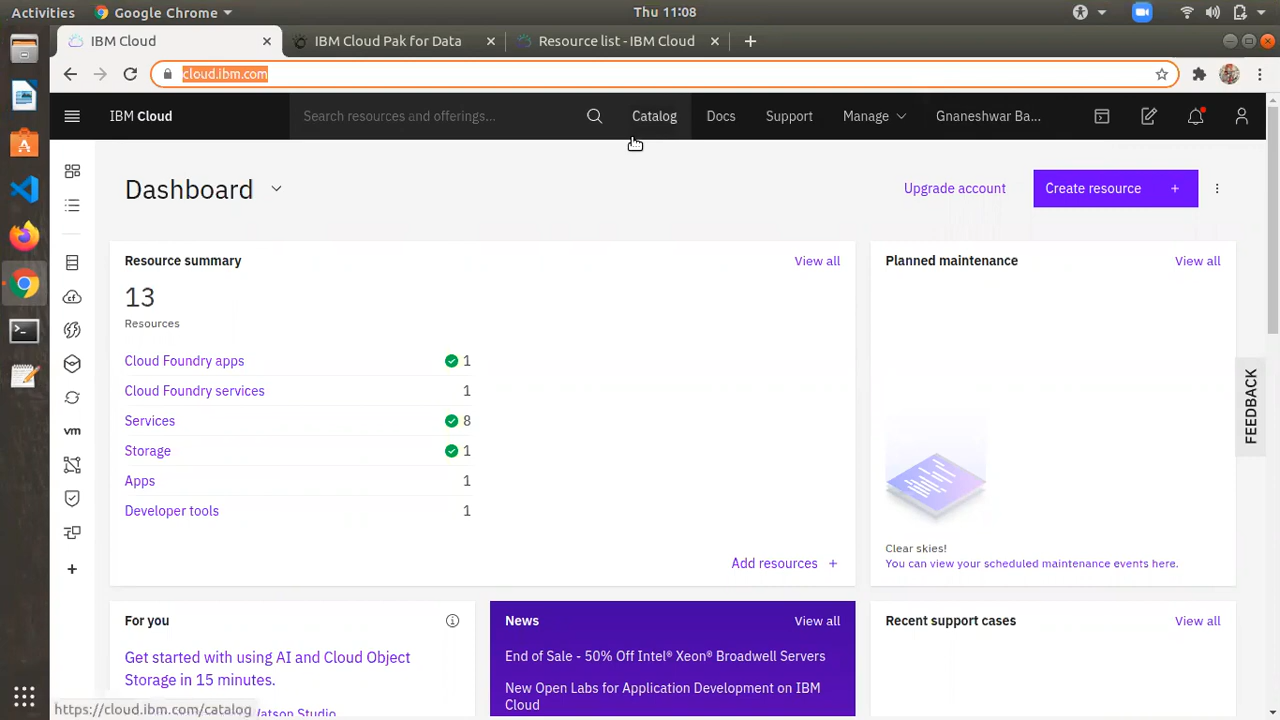 Activities
Google Chrome
Thu 11:08
IBM Cloud
IBM Cloud Pak for Data
Resource list - IBM Cloud
cloud.ibm.com
IBM Cloud
Search resources and offerings...
Catalog
Docs
Support
Manage
Gnaneshwar Ba...
Dashboard
Upgrade account
Create resource +
Resource summary
View all
13
Resources
Cloud Foundry apps 1
Cloud Foundry services 1
Services 8
Storage 1
Apps 1
Developer tools 1
Add resources +
Planned maintenance
View all
Clear skies!
You can view your scheduled maintenance events here.
FEEDBACK
vm
For you
Get started with using AI and Cloud Object
Storage in 15 minutes.
Watson Studio
News
View all
End of Sale - 50% Off Intel® Xeon® Broadwell Servers
New Open Labs for Application Development on IBM
Cloud
Recent support cases
View all
https://cloud.ibm.com/catalog